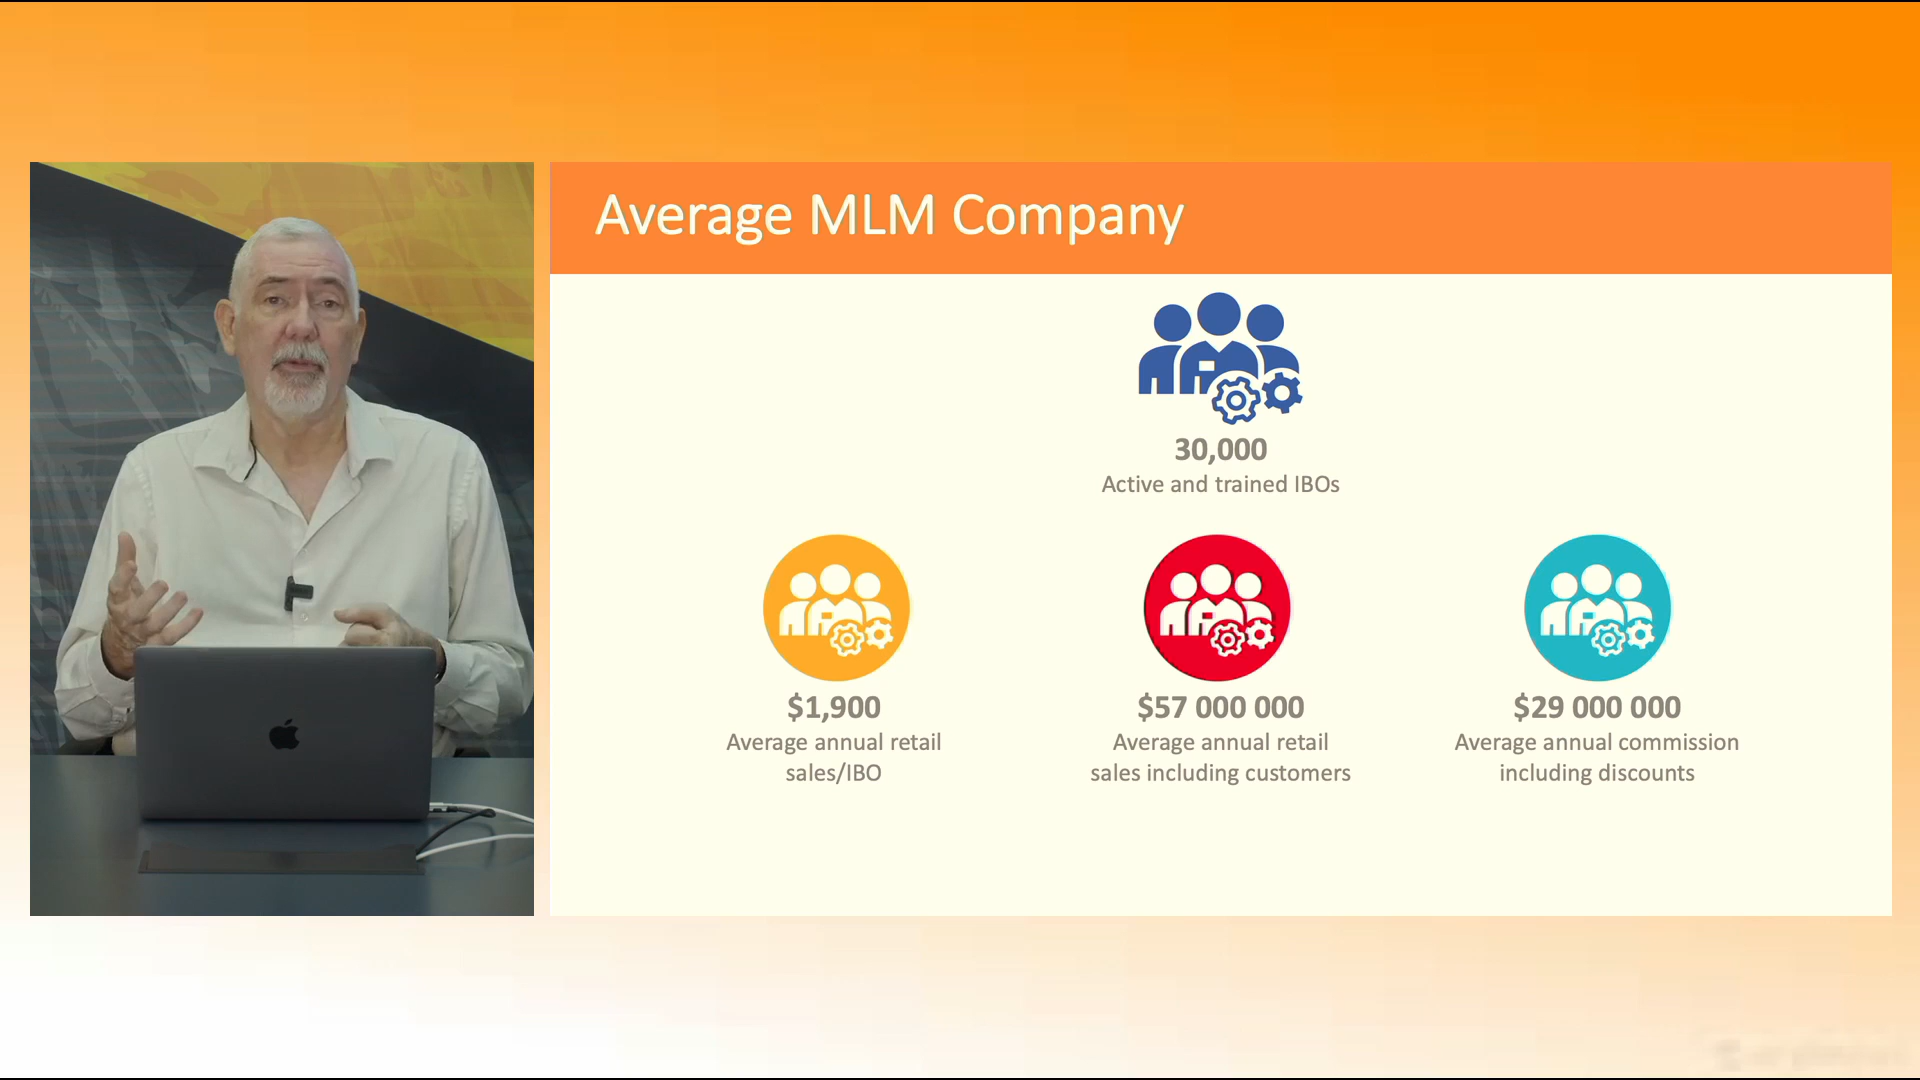 Average MLM Company
30,000
Active and trained IBOs
$1,900
Average annual retail
sales/IBO
$57 000 000
Average annual retail
sales including customers
$29 000 000
Average annual commission
including discounts